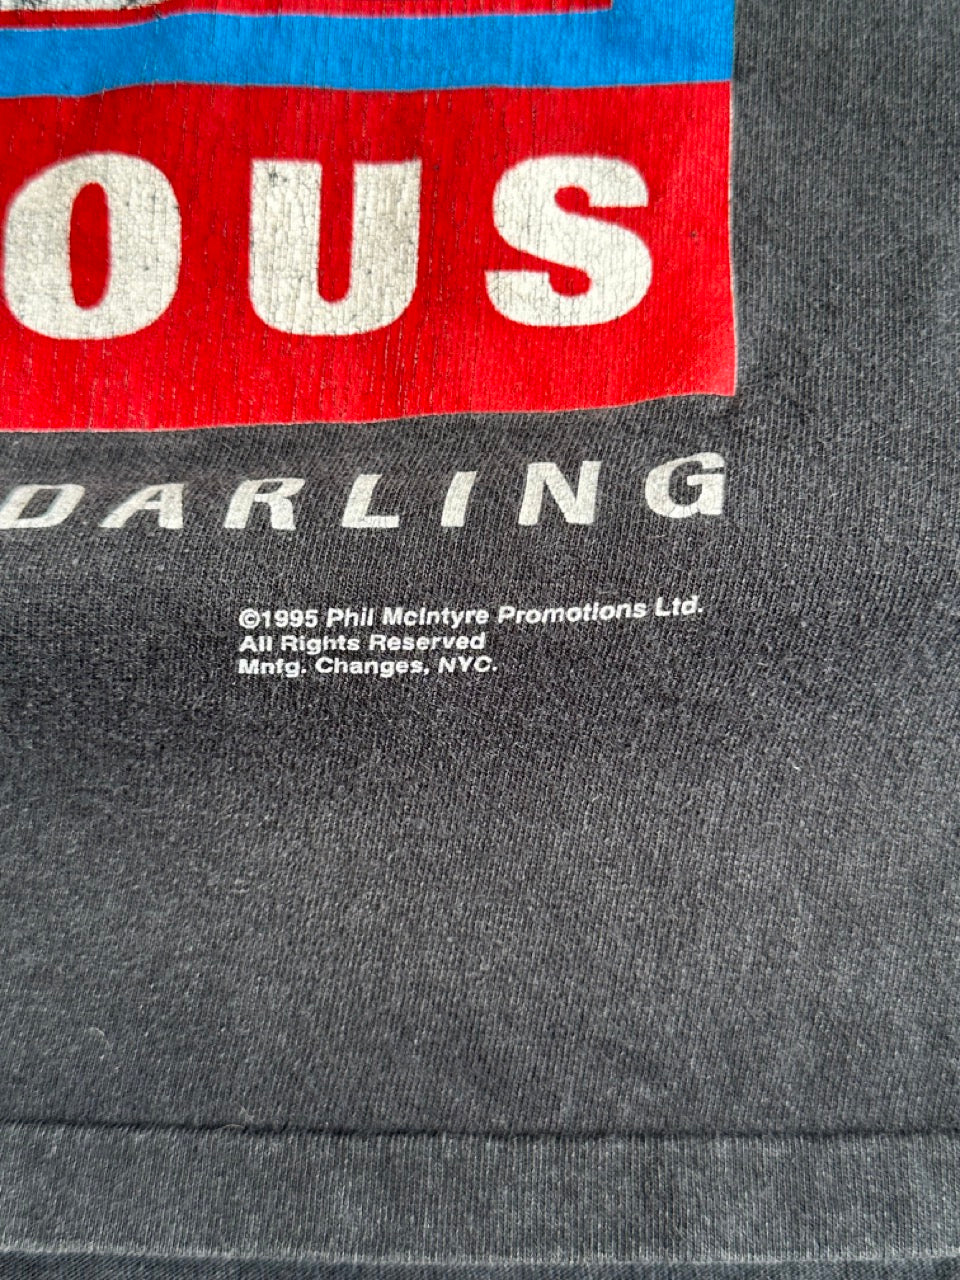 OUS
DARLING
©1995 Phil McIntyre Promotions Ltd.
All Rights Reserved
Mnfg. Changes, NYC.